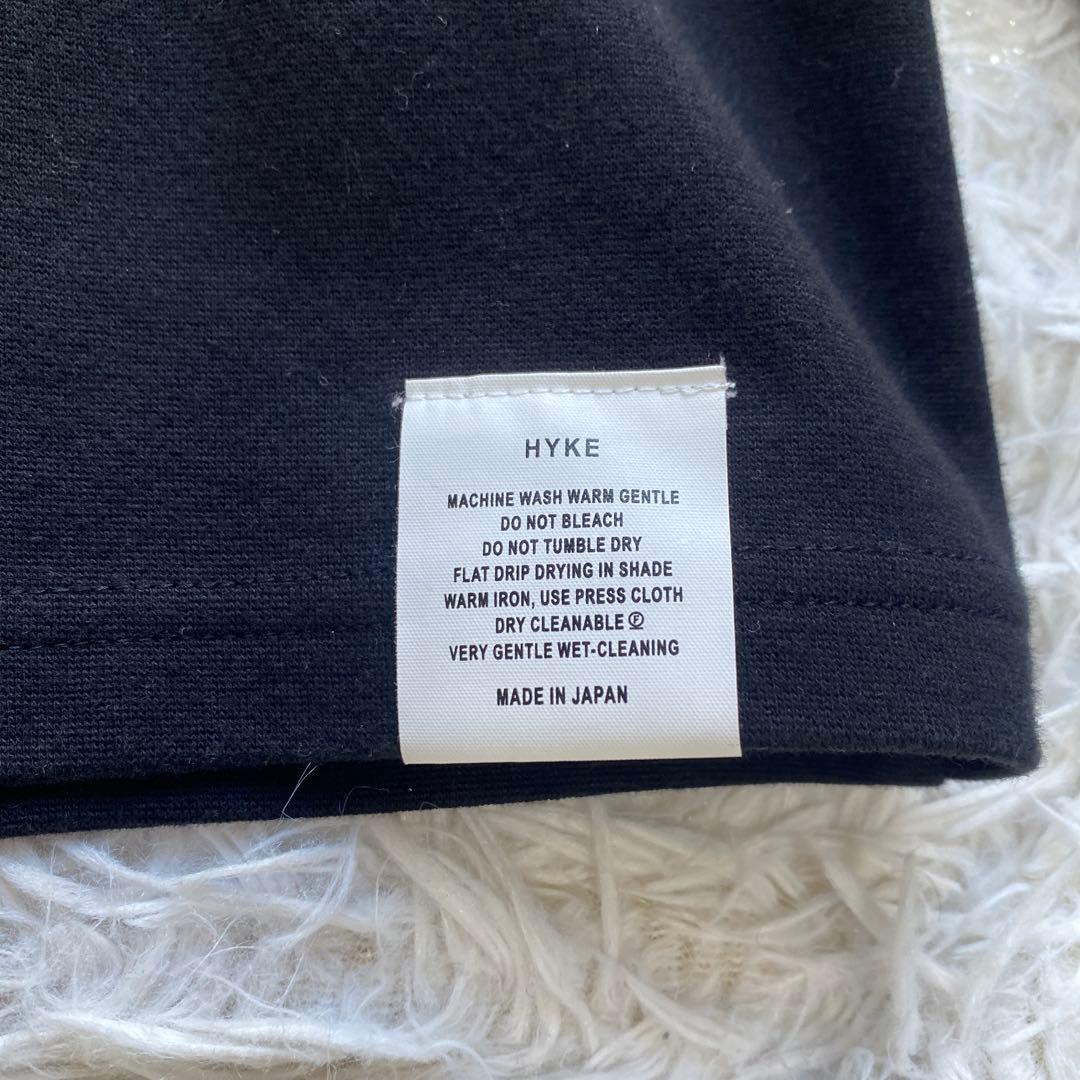 HYKE
MACHINE WASH WARM GENTLE
DO NOT BLEACH
DO NOT TUMBLE DRY
FLAT DRIP DRYING IN SHADE
WARM IRON, USE PRESS CLOTH
DRY CLEANABLE Ⓕ
VERY GENTLE WET-CLEANING
MADE IN JAPAN